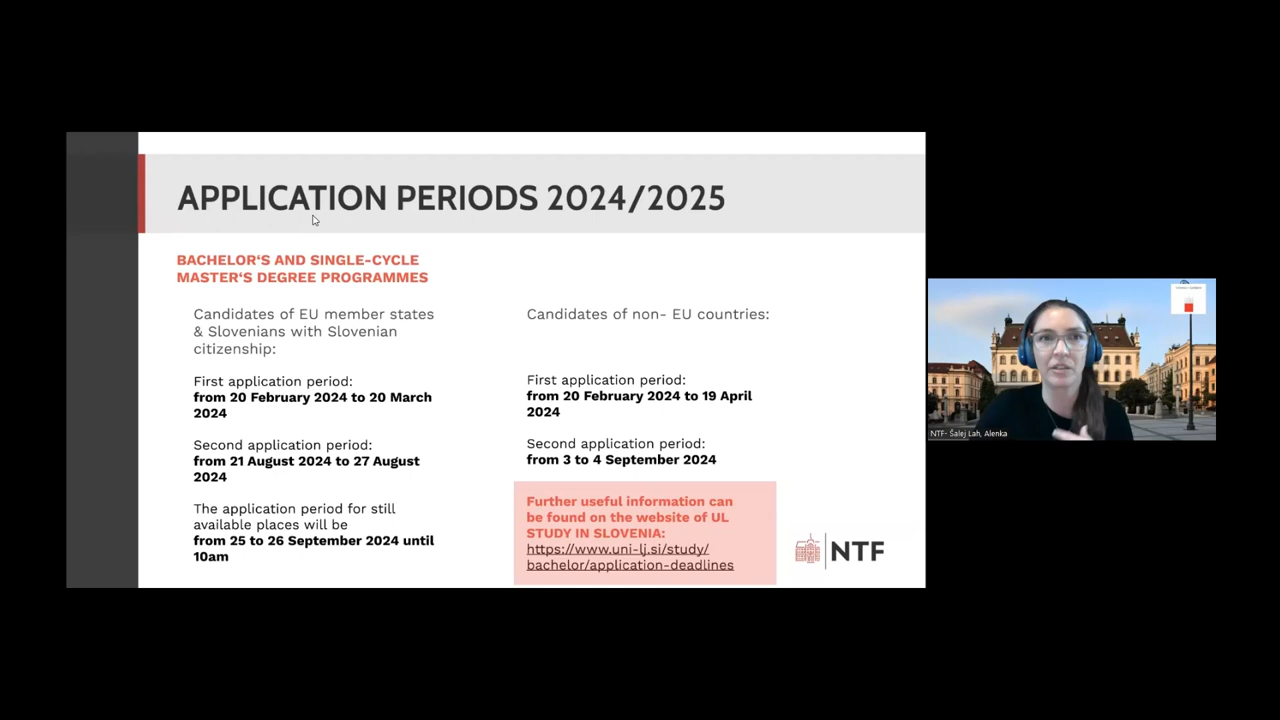 APPLICATION PERIODS 2024/2025
BACHELOR‘S AND SINGLE-CYCLE
MASTER‘S DEGREE PROGRAMMES
Candidates of EU member states
& Slovenians with Slovenian
citizenship:
First application period:
from 20 February 2024 to 20 March
2024
Second application period:
from 21 August 2024 to 27 August
2024
The application period for still
available places will be
from 25 to 26 September 2024 until
10am
Candidates of non- EU countries:
First application period:
from 20 February 2024 to 19 April
2024
Second application period:
from 3 to 4 September 2024
Further useful information can
be found on the website of UL
STUDY IN SLOVENIA:
https://www.uni-lj.si/study/
bachelor/application-deadlines
NTF
NTF- Šalej Lah, Alenka